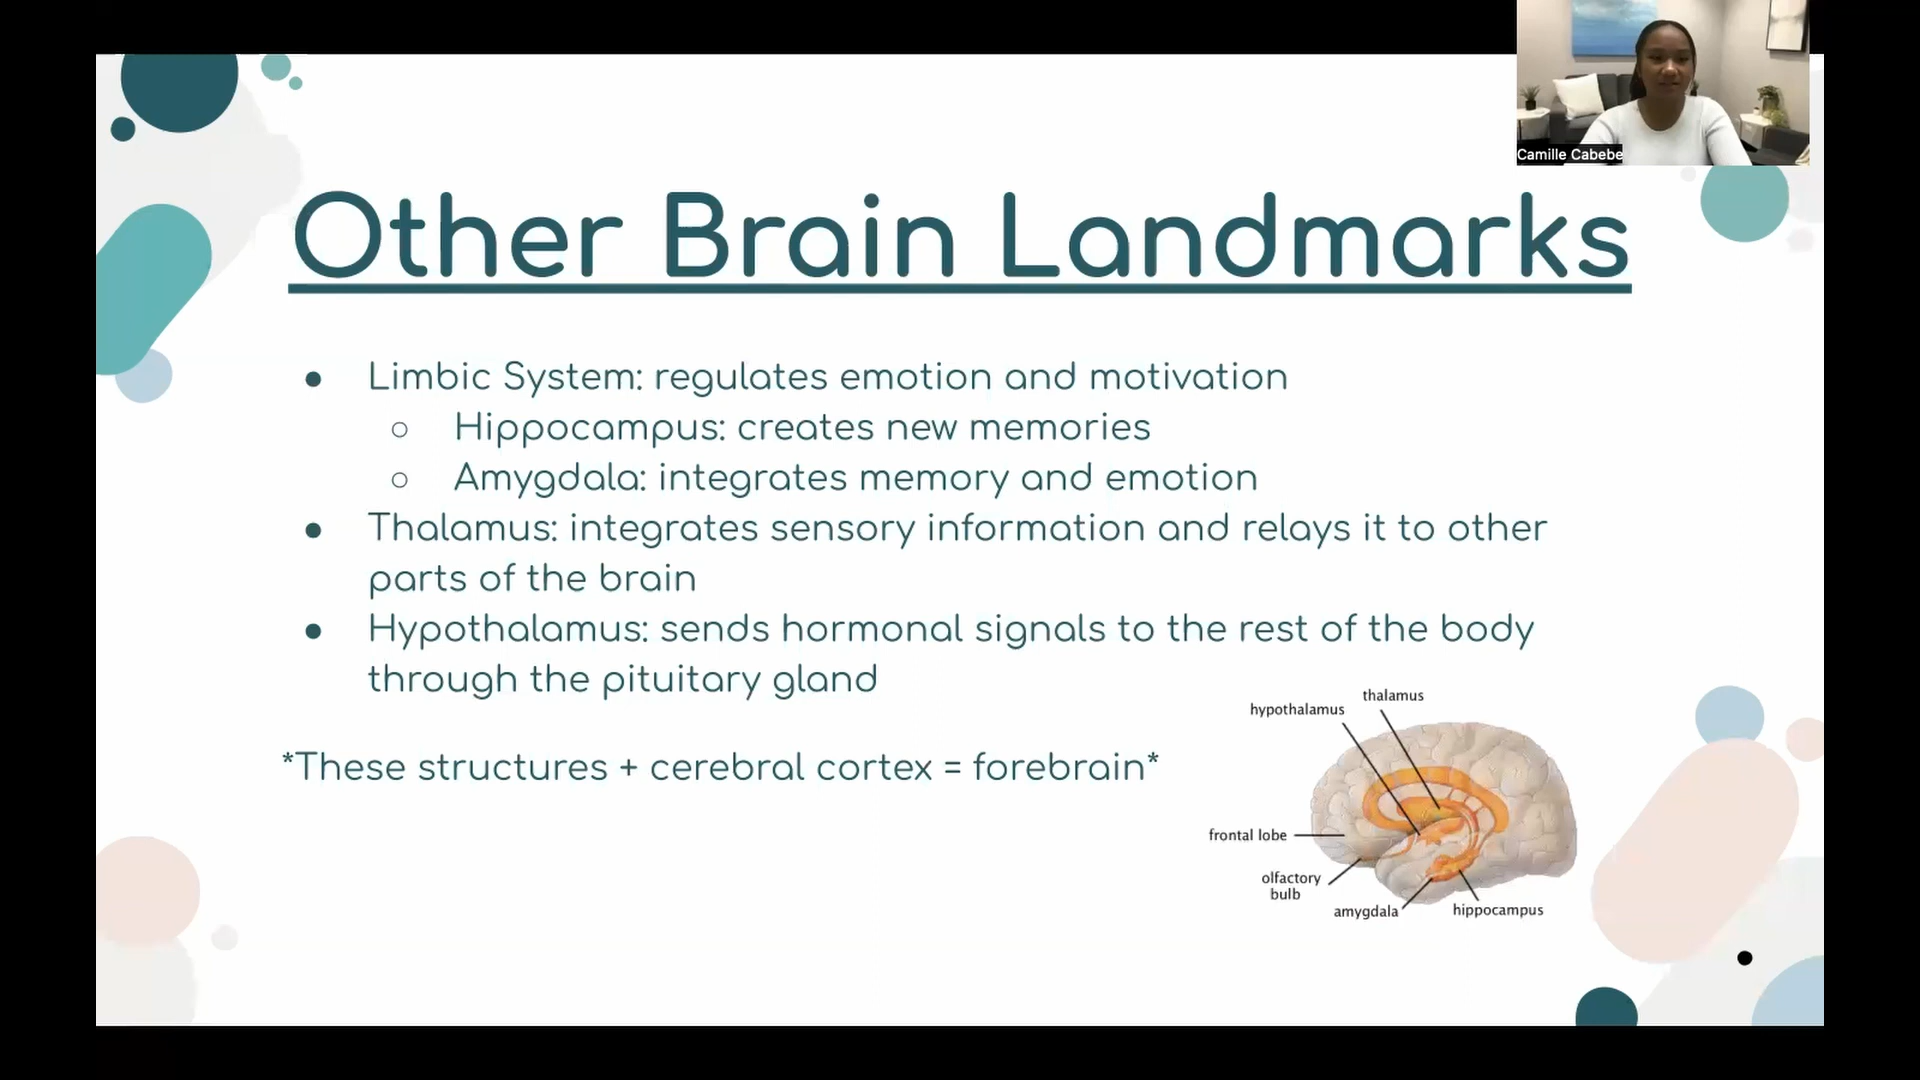 Camille Cabebe
Other Brain Landmarks
● Limbic System: regulates emotion and motivation
○ Hippocampus: creates new memories
○ Amygdala: integrates memory and emotion
● Thalamus: integrates sensory information and relays it to other
parts of the brain
● Hypothalamus: sends hormonal signals to the rest of the body
through the pituitary gland
*These structures + cerebral cortex = forebrain*
thalamus
hypothalamus
frontal lobe
olfactory
bulb
amygdala
hippocampus